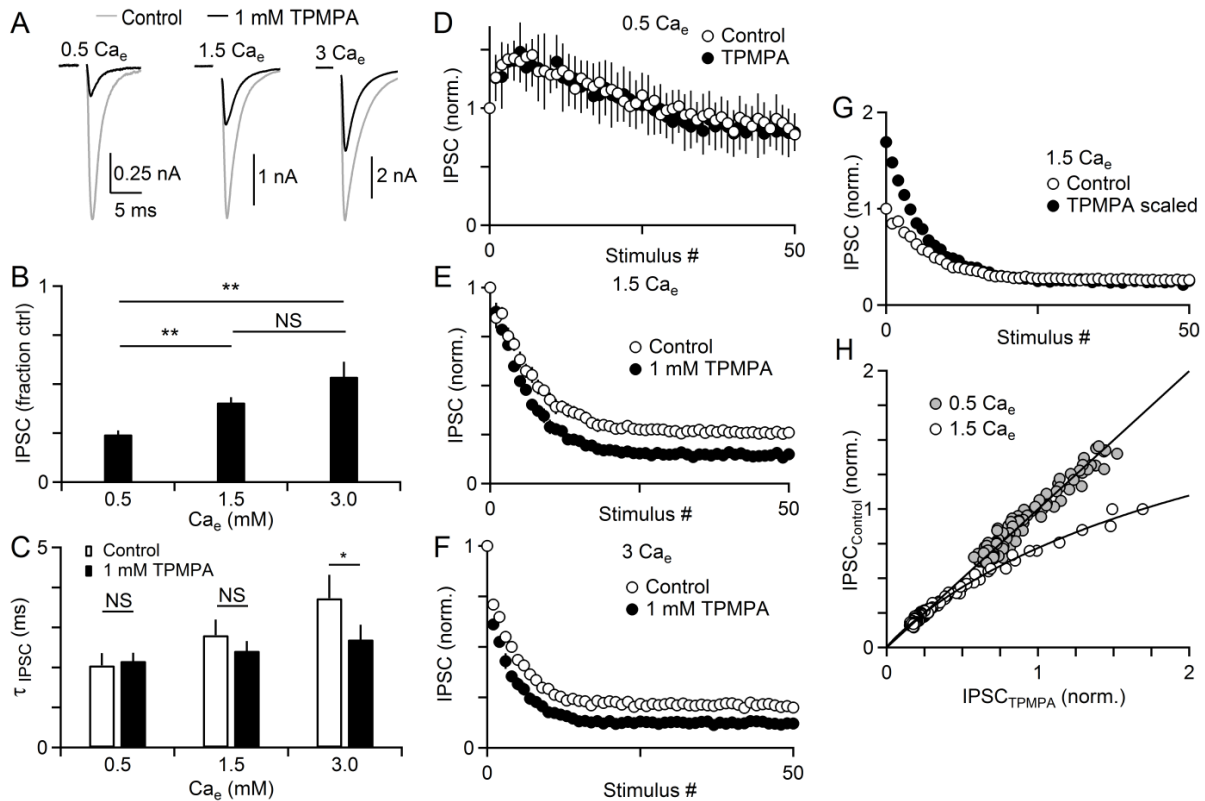 A
Control
1 mM TPMPA
0.5 Cae
1.5 Cae
3 Cae
0.25 nA
5 ms
1 nA
2 nA
B
IPSC (fraction ctrl)
1
0
**
**
NS
0.5
1.5
3.0
Cae (mM)
C
Control
1 mM TPMPA
τ IPSC (ms)
5
0
NS
NS
*
0.5
1.5
3.0
Cae (mM)
D
0.5 Cae
Control
TPMPA
IPSC (norm.)
1
0
0
50
Stimulus #
E
1.5 Cae
Control
1 mM TPMPA
IPSC (norm.)
1
0
0
50
Stimulus #
F
3 Cae
Control
1 mM TPMPA
IPSC (norm.)
1
0
0
50
Stimulus #
G
1.5 Cae
Control
TPMPA scaled
IPSC (norm.)
2
1
0
0
50
Stimulus #
H
0.5 Cae
1.5 Cae
IPSCControl (norm.)
2
1
0
0
1
2
IPSCTPMPA (norm.)